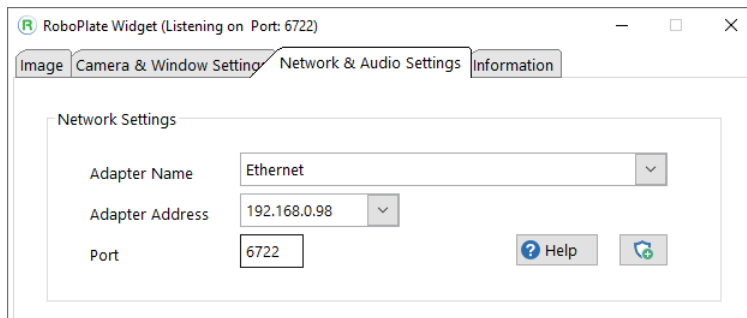 R RoboPlate Widget (Listening on Port: 6722)
Image Camera & Window Setting Network & Audio Settings Information
Network Settings
Adapter Name Ethernet
Adapter Address 192.168.0.98
Port 6722 ? Help